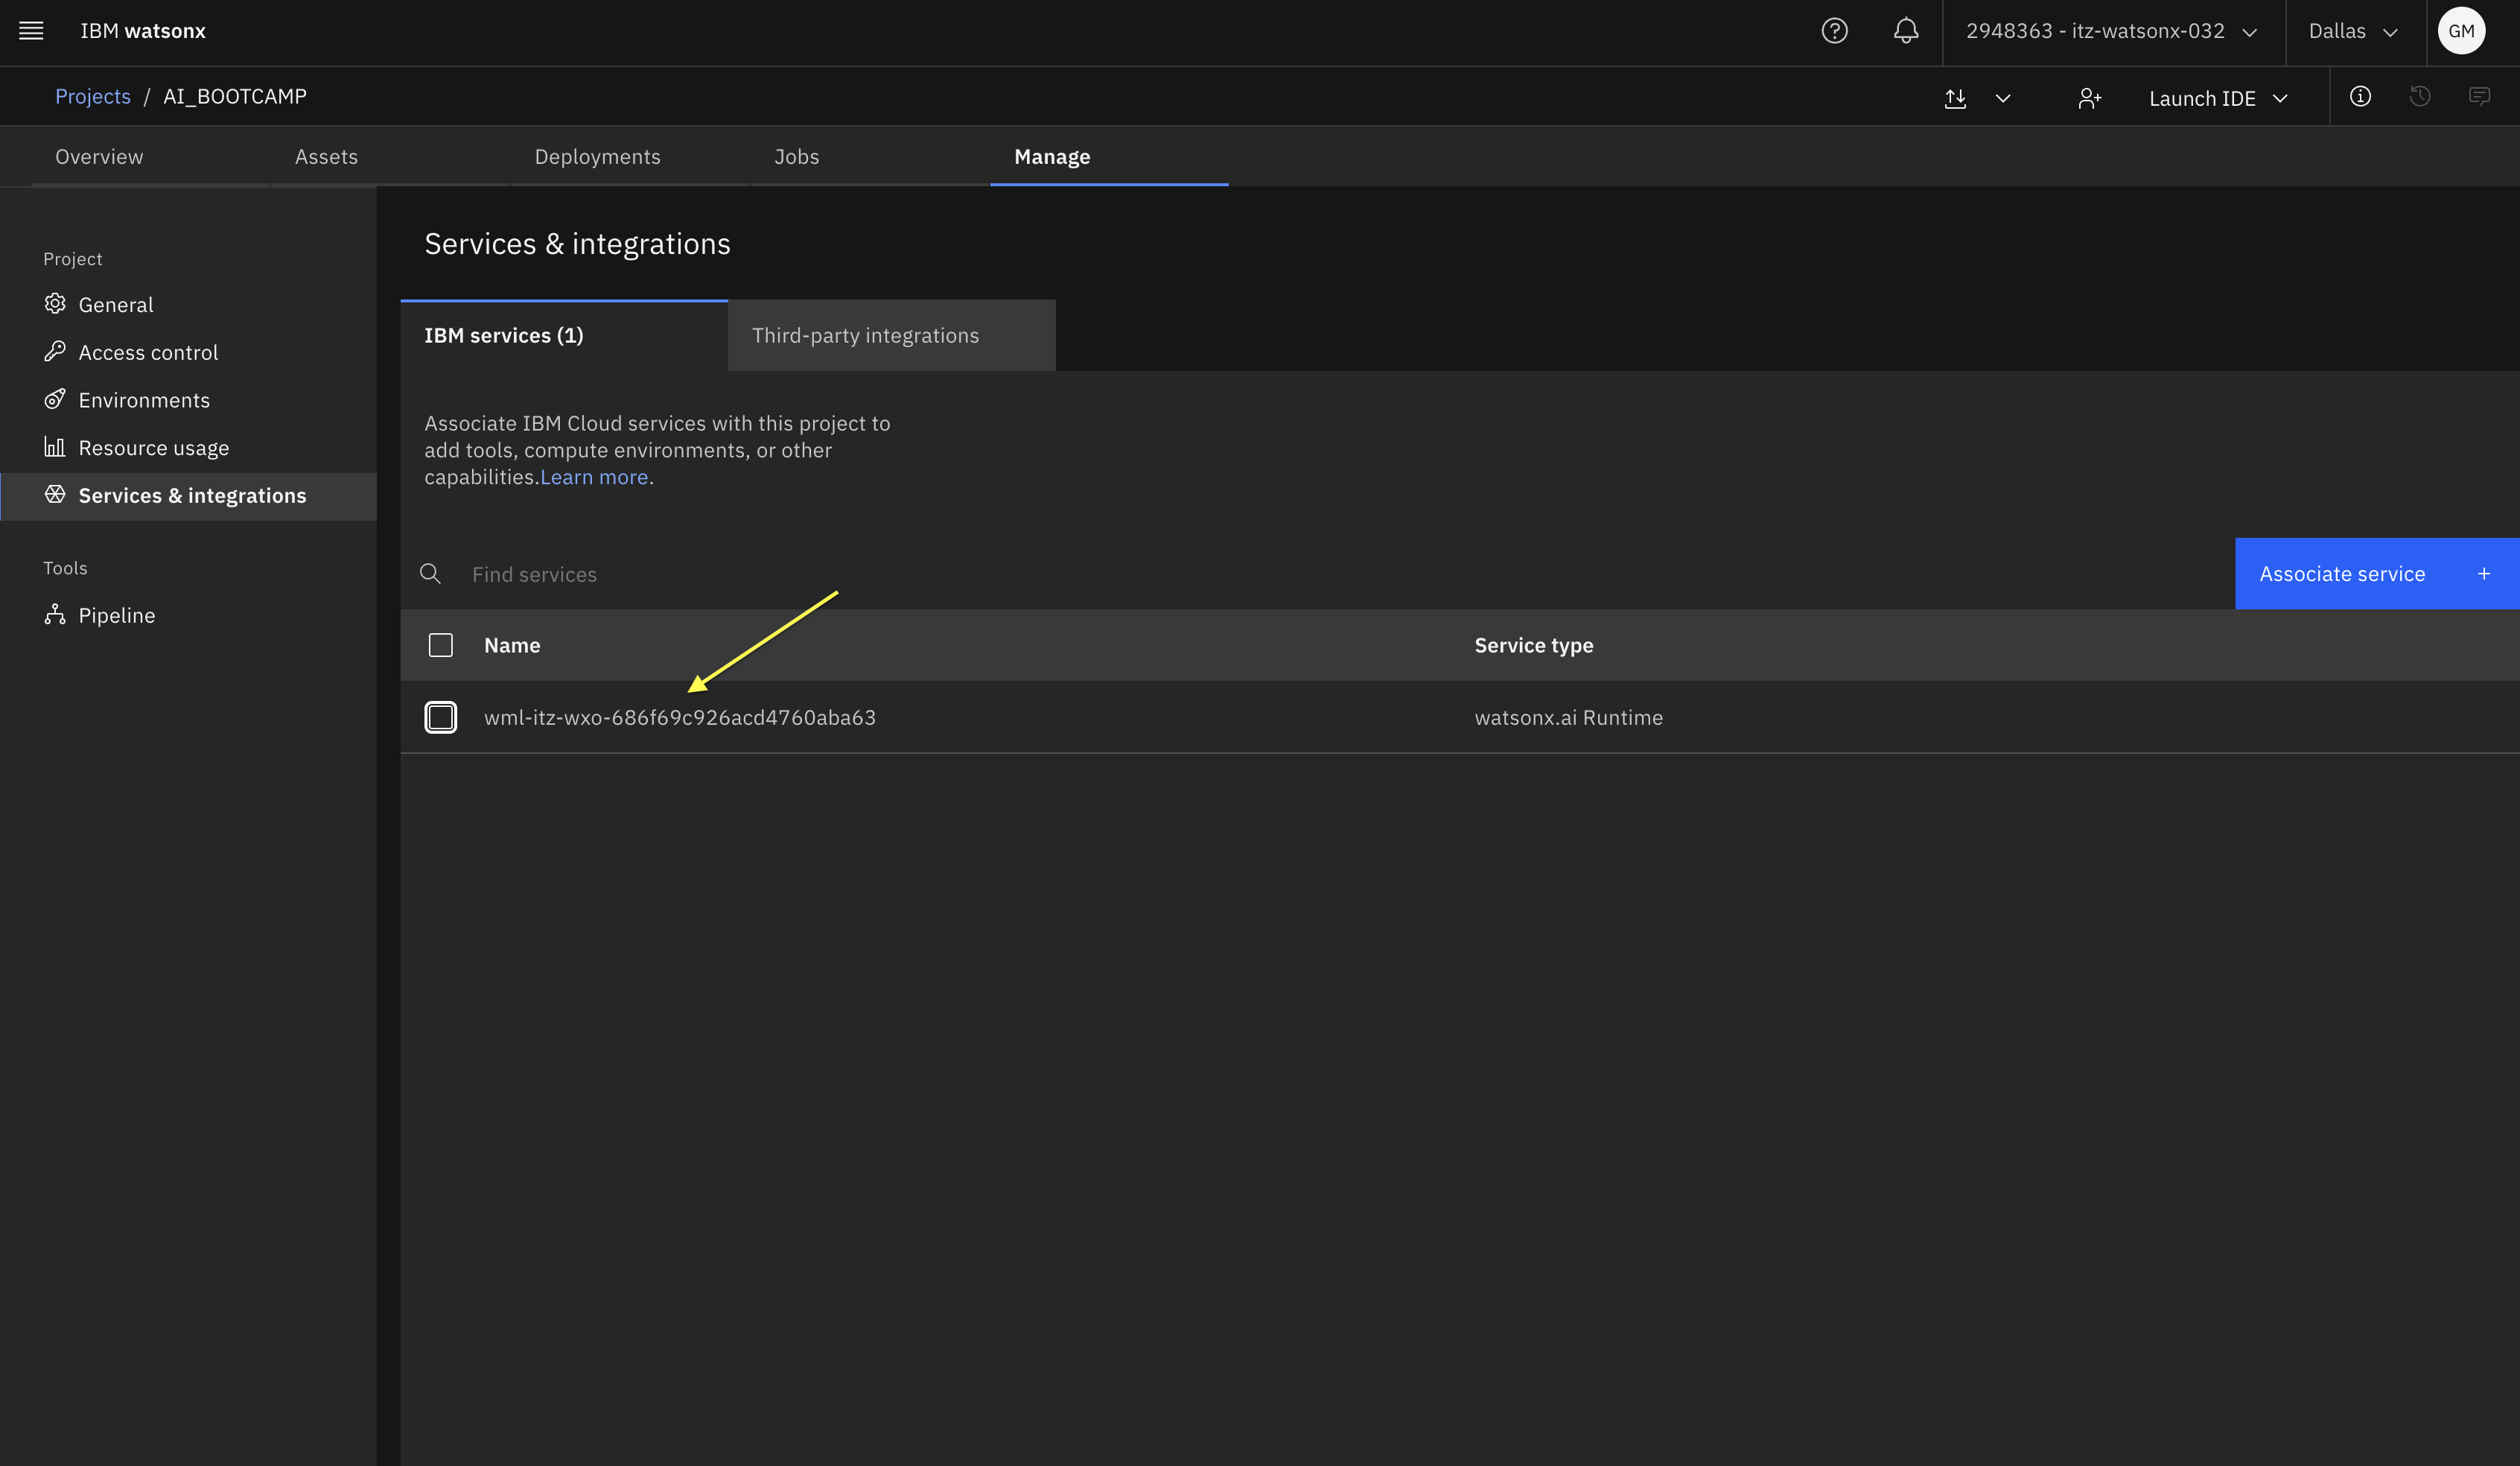 IBM watsonx
2948363 - itz-watsonx-032
Dallas
GM
Projects / AI_BOOTCAMP
Launch IDE
Overview
Assets
Deployments
Jobs
Manage
Project
General
Access control
Environments
Resource usage
Services & integrations
Tools
Pipeline
Services & integrations
IBM services (1)
Third-party integrations
Associate IBM Cloud services with this project to
add tools, compute environments, or other
capabilities.Learn more.
Find services
Associate service +
Name
Service type
wml-itz-wxo-686f69c926acd4760aba63
watsonx.ai Runtime